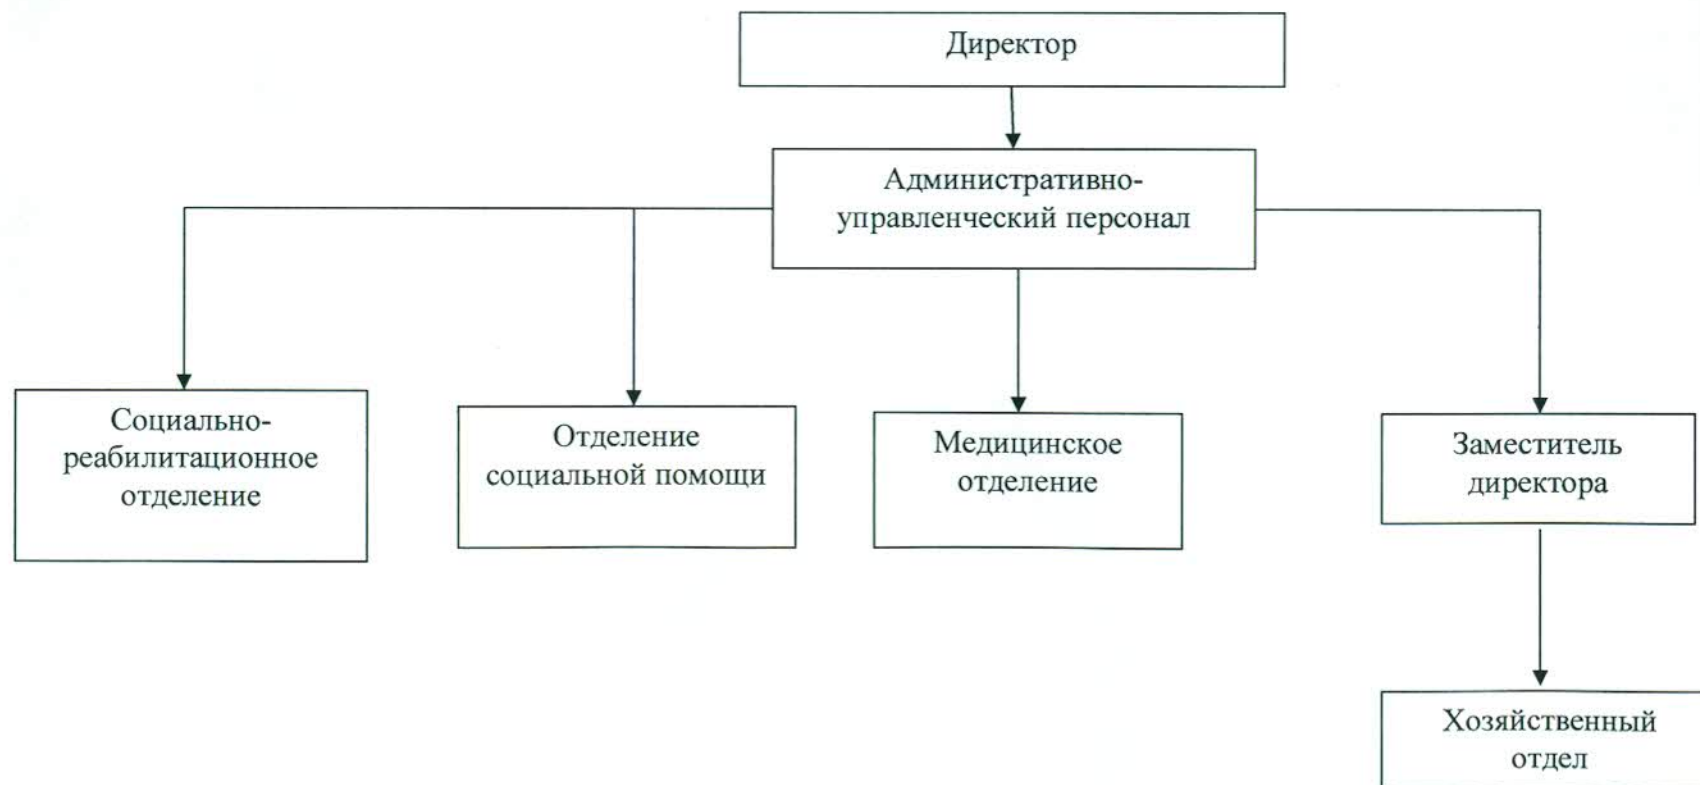 Директор
Административно-
управленческий персонал
Социально-
реабилитационное
отделение
Отделение
социальной помощи
Медицинское
отделение
Заместитель
директора
Хозяйственный
отдел